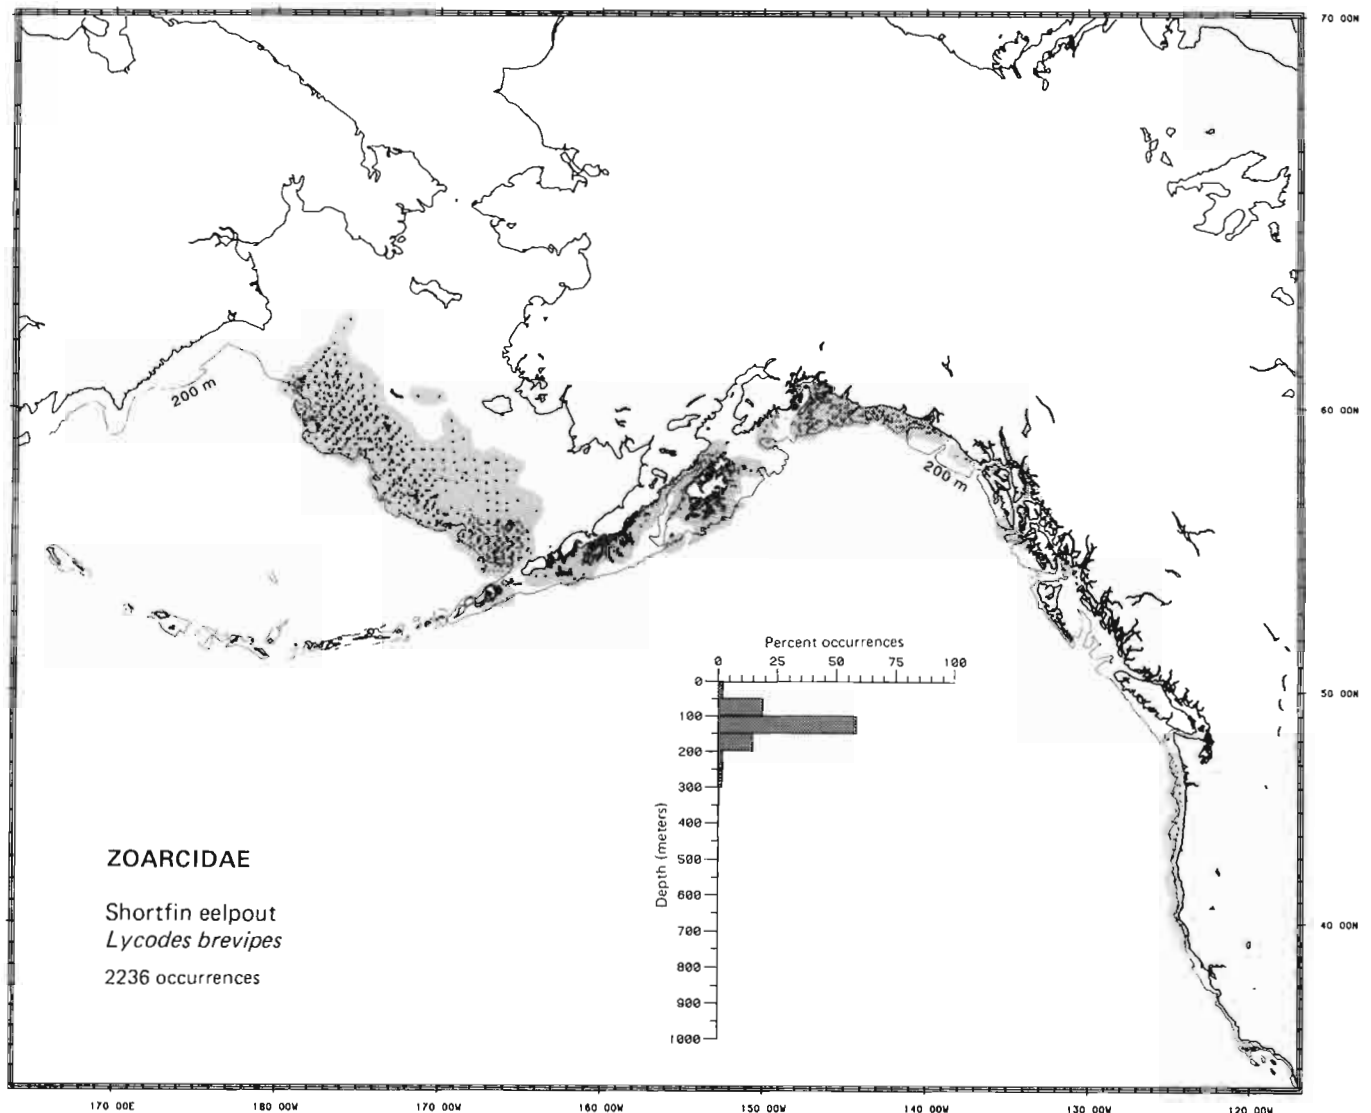 70 00N
200 m
60 00N
200 m
Percent occurrences
0 25 50 75 100
0
100
200
300
400
500
600
700
800
900
1000
Depth (meters)
50 00N
ZOARCIDAE
Shortfin eelpout
Lycodes brevipes
2236 occurrences
40 00N
170 00E 180 00W 170 00W 160 00W 150 00W 140 00W 130 00W 120 00W